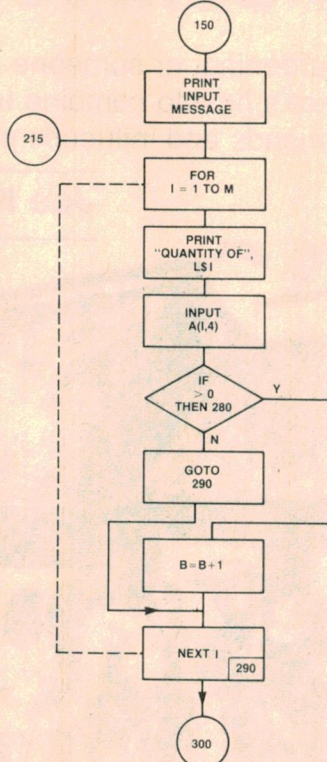 150
PRINT
INPUT
MESSAGE
215
FOR
I = 1 TO M
PRINT
"QUANTITY OF",
L$ I
INPUT
A(I,4)
IF
> 0
THEN 280
Y
N
GOTO
290
B=B+1
NEXT I
290
300